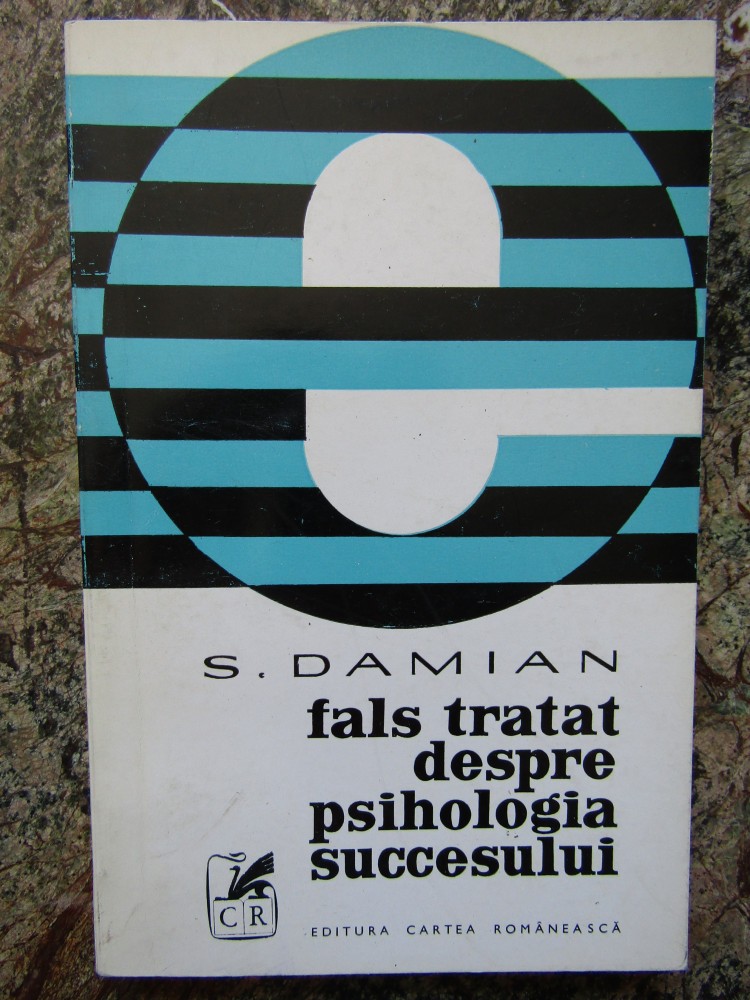 S. DAMIAN
fals tratat
despre
psihologia
succesului
CR
EDITURA CARTEA ROMÂNEASCĂ